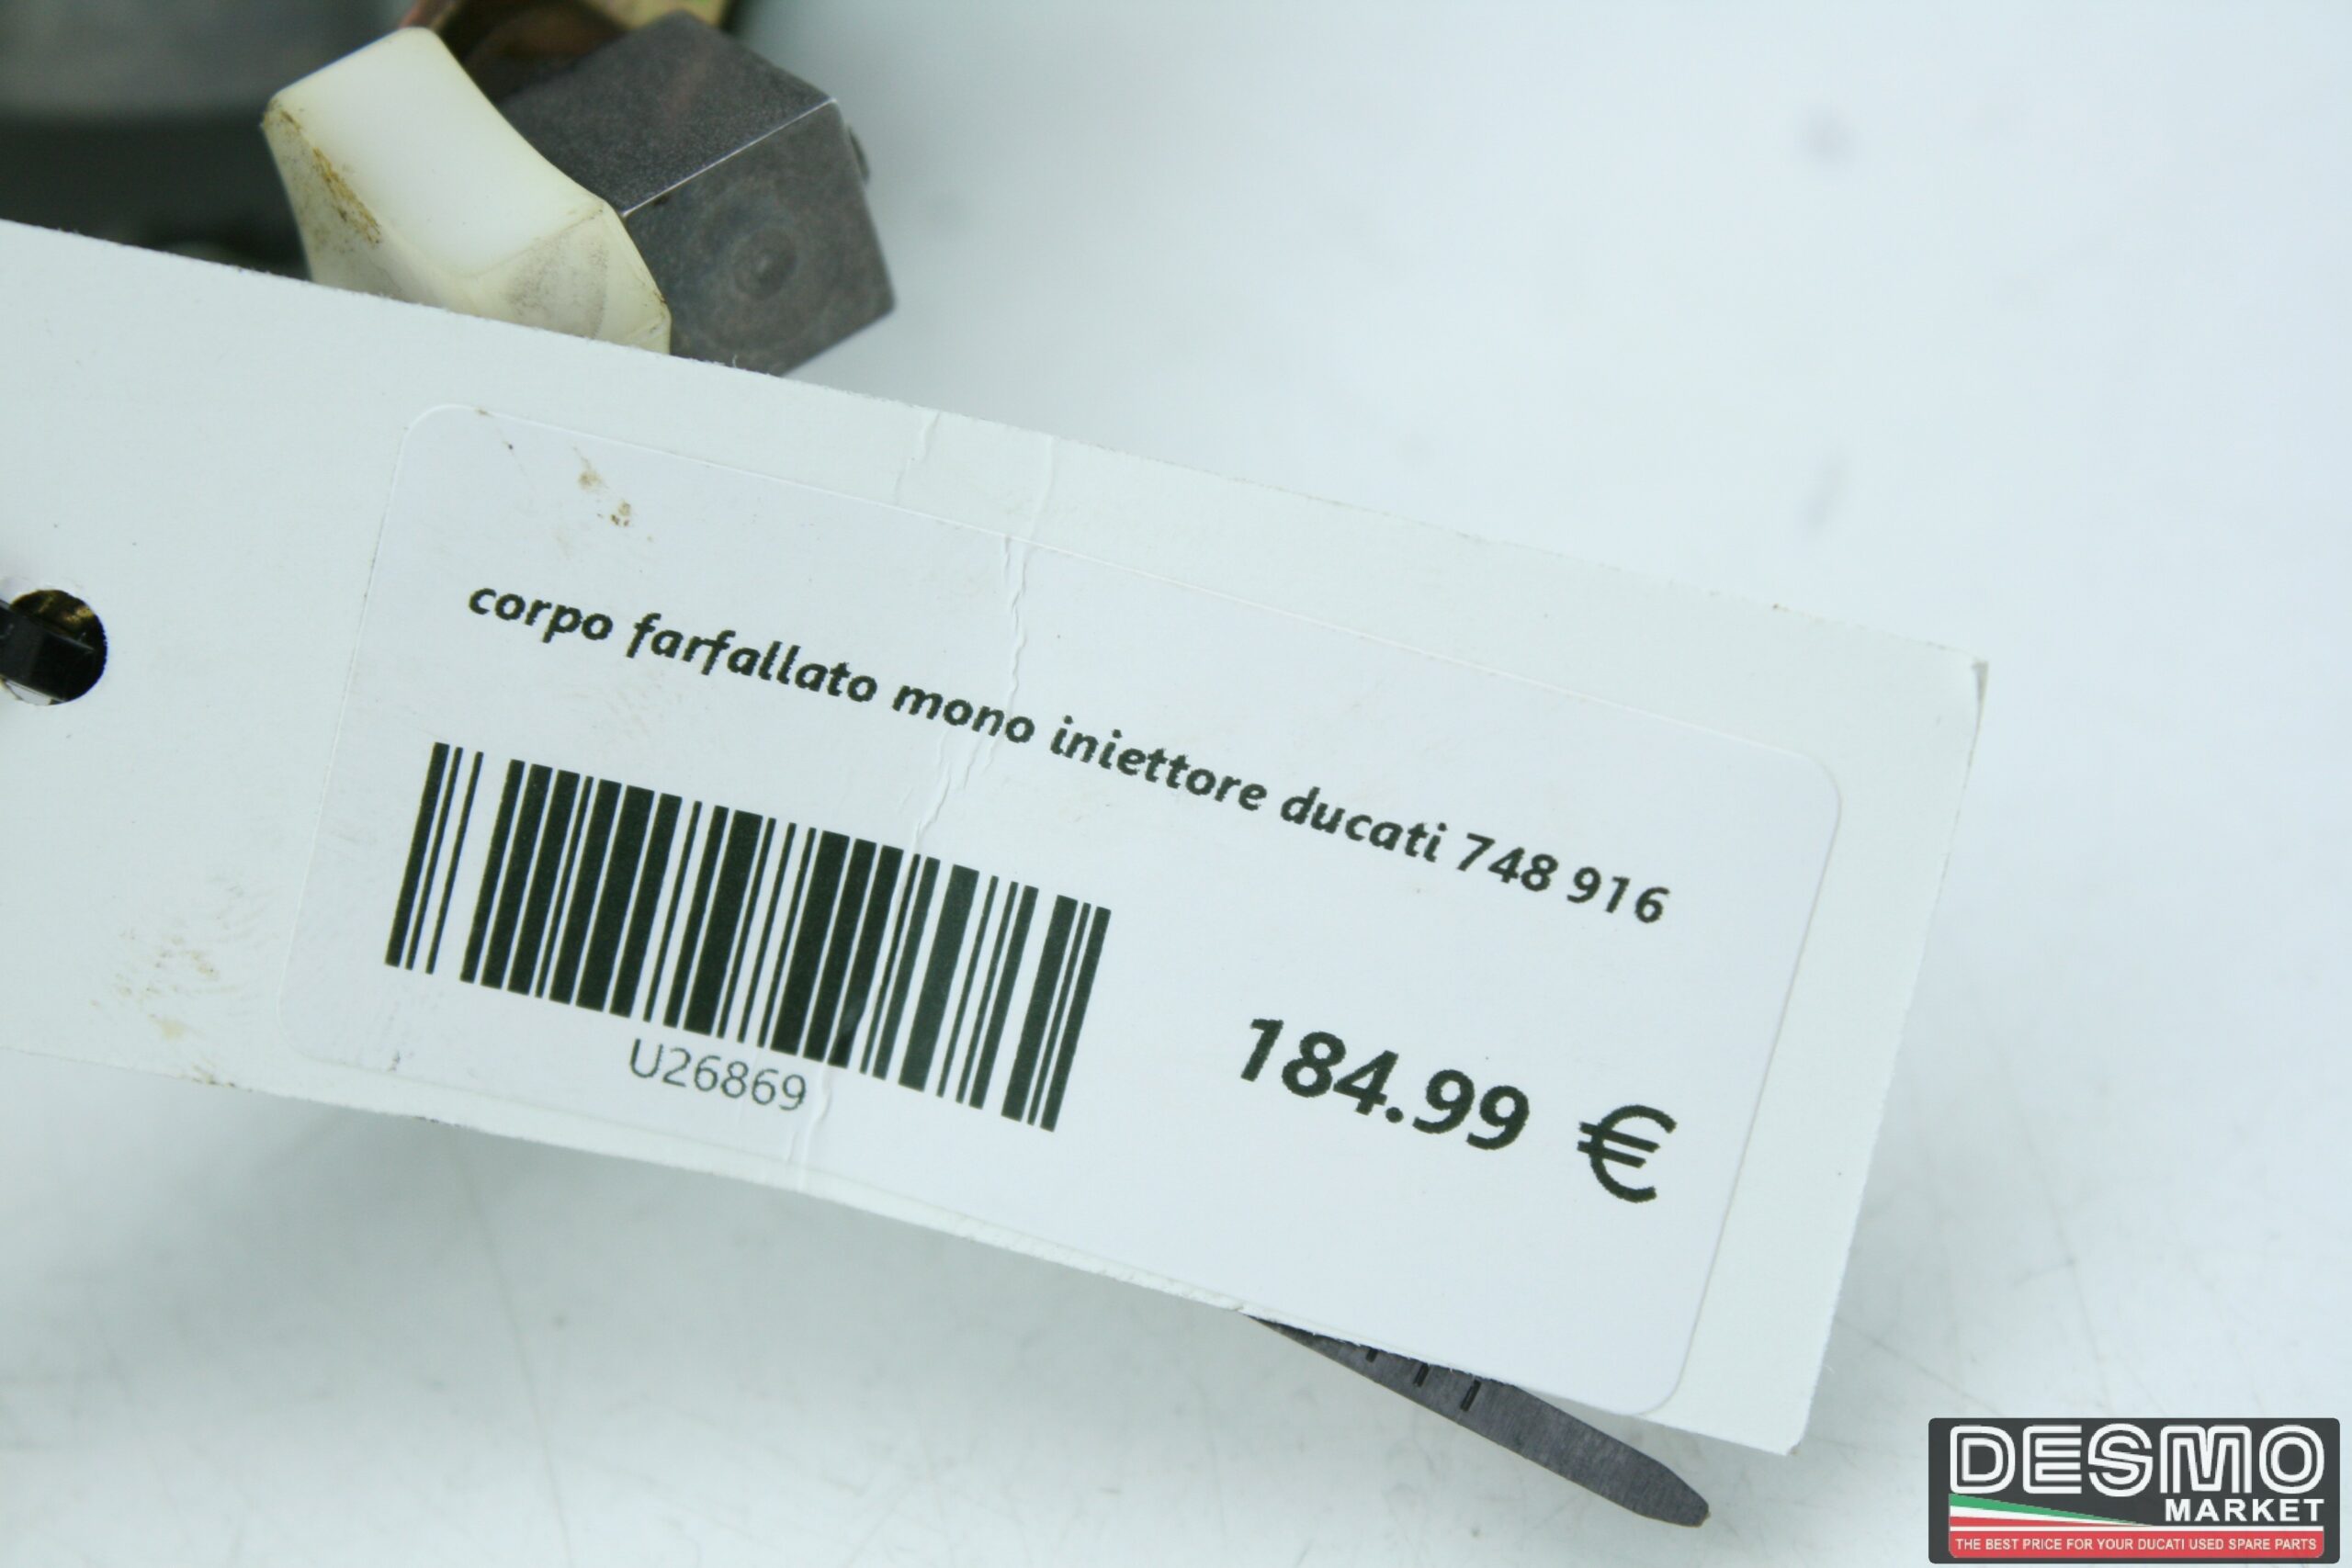 corpo farfallato mono iniettore ducati 748 916
U26869
184.99 €
DESMO
MARKET
THE BEST PRICE FOR YOUR DUCATI USED SPARE PARTS